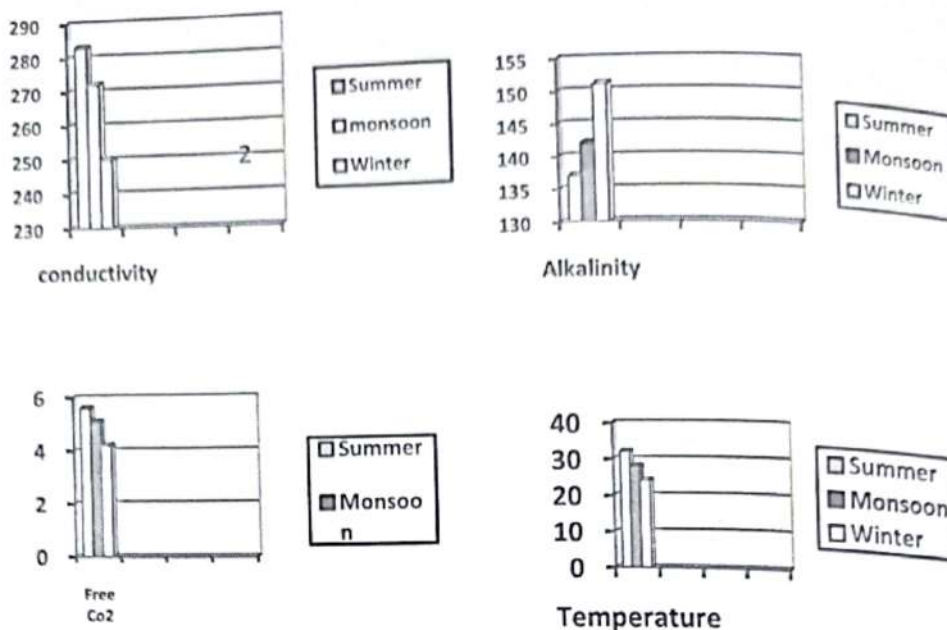 290
280
270
260
250
240
230
2
conductivity
Summer
monsoon
Winter
155
150
145
140
135
130
Alkalinity
Summer
Monsoon
Winter
6
4
2
0
Free
Co2
Summer
Monsoo
n
40
30
20
10
0
Temperature
Summer
Monsoon
Winter